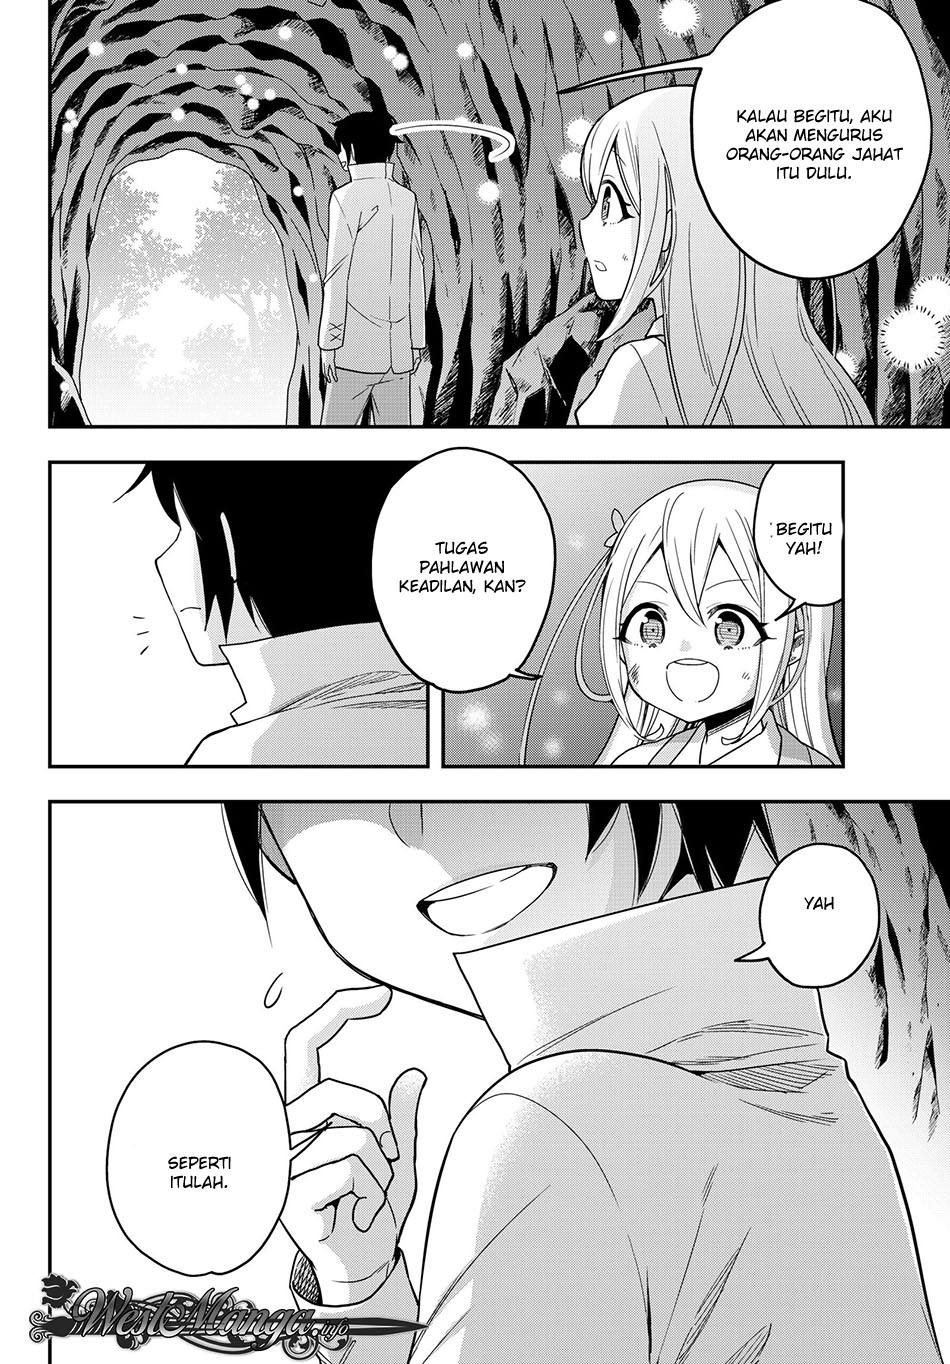 KALAU BEGITU, AKU
AKAN MENGURUS
ORANG-ORANG JAHAT
ITU DULU.
BEGITU
YAH!
TUGAS
PAHLAWAN
KEADILAN, KAN?
YAH
SEPERTI
ITULAH.
WestManga.info